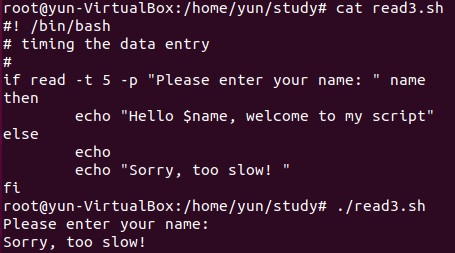 root@yun-VirtualBox:/home/yun/study# cat read3.sh
#! /bin/bash
# timing the data entry
#
if read -t 5 -p "Please enter your name: " name
then
        echo "Hello $name, welcome to my script"
else
        echo
        echo "Sorry, too slow! "
fi
root@yun-VirtualBox:/home/yun/study# ./read3.sh
Please enter your name:
Sorry, too slow!